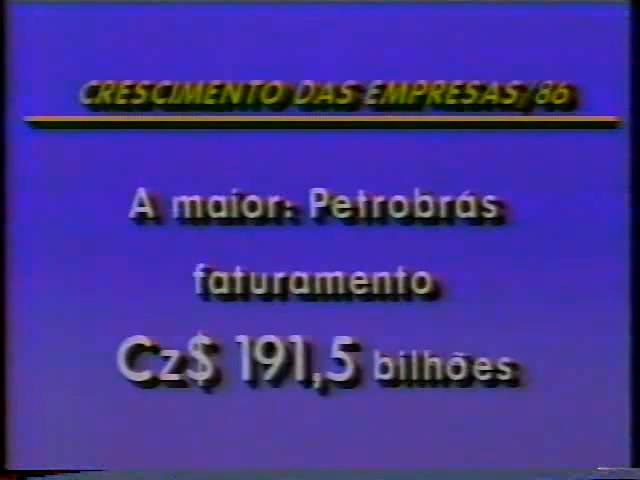 CRESCIMENTO DAS EMPRESAS/86
A maior: Petrobrás
faturamento
Cz$ 191,5 bilhões